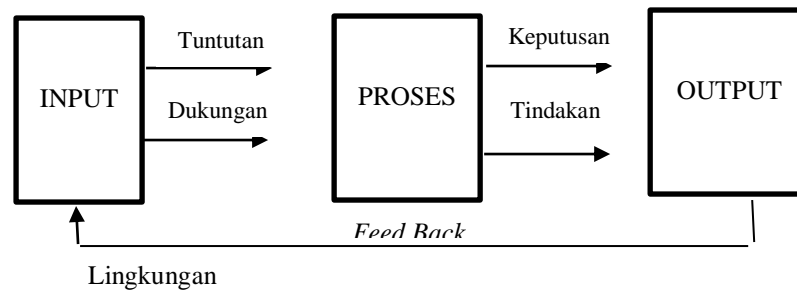 Tuntutan
Keputusan
INPUT
PROSES
OUTPUT
Dukungan
Tindakan
Feed Back
Lingkungan